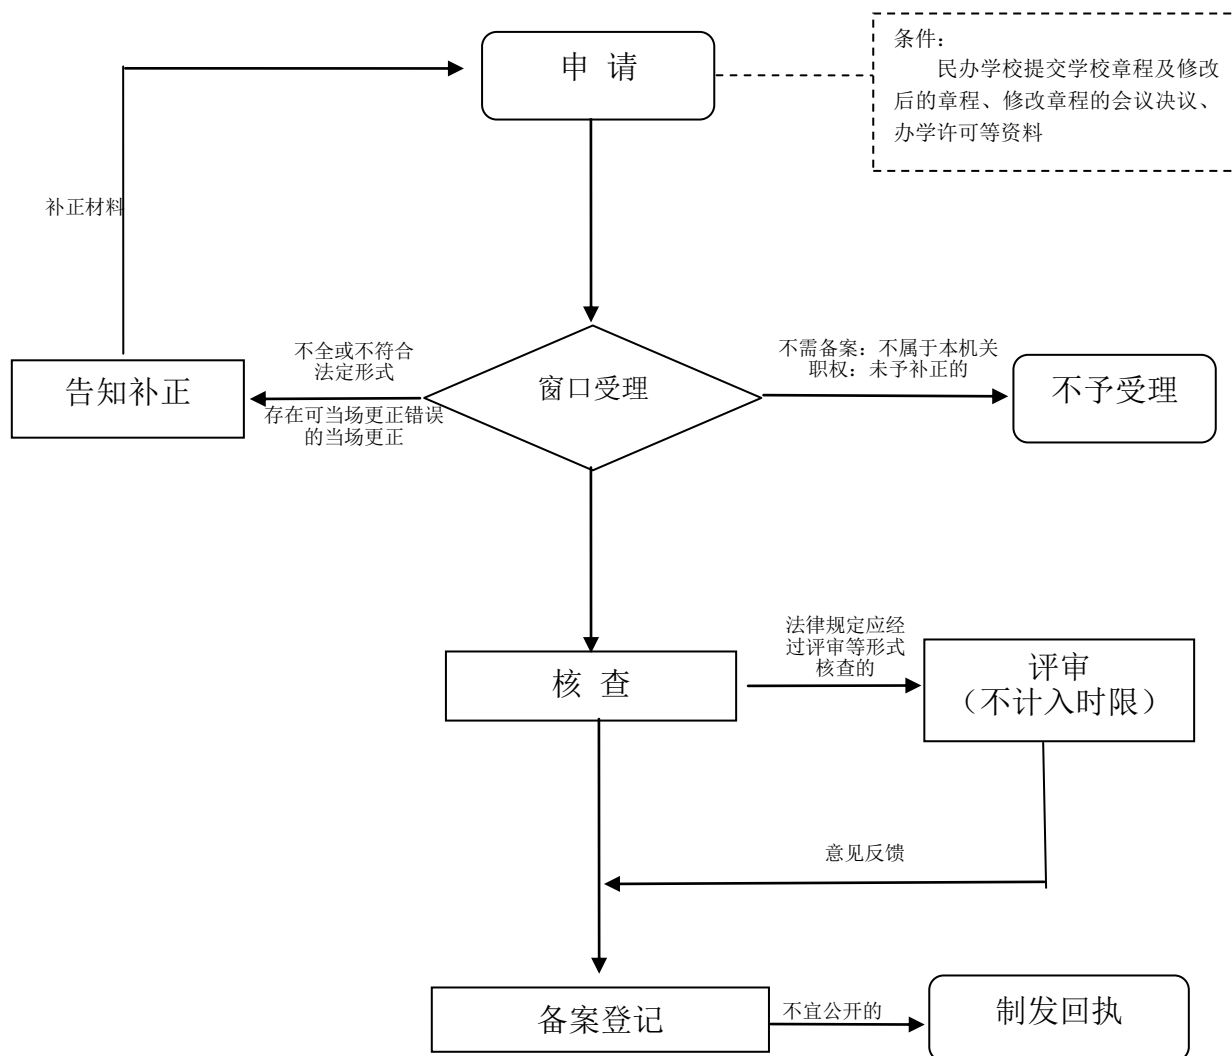 申 请
条件：
民办学校提交学校章程及修改
后的章程、修改章程的会议决议、
办学许可等资料
补正材料
不全或不符合
法定形式
不需备案：不属于本机关
职权：未予补正的
告知补正
窗口受理
不予受理
存在可当场更正错误
的当场更正
法律规定应经
过评审等形式
核查的
核 查
评审
（不计入时限）
意见反馈
备案登记
不宜公开的
制发回执